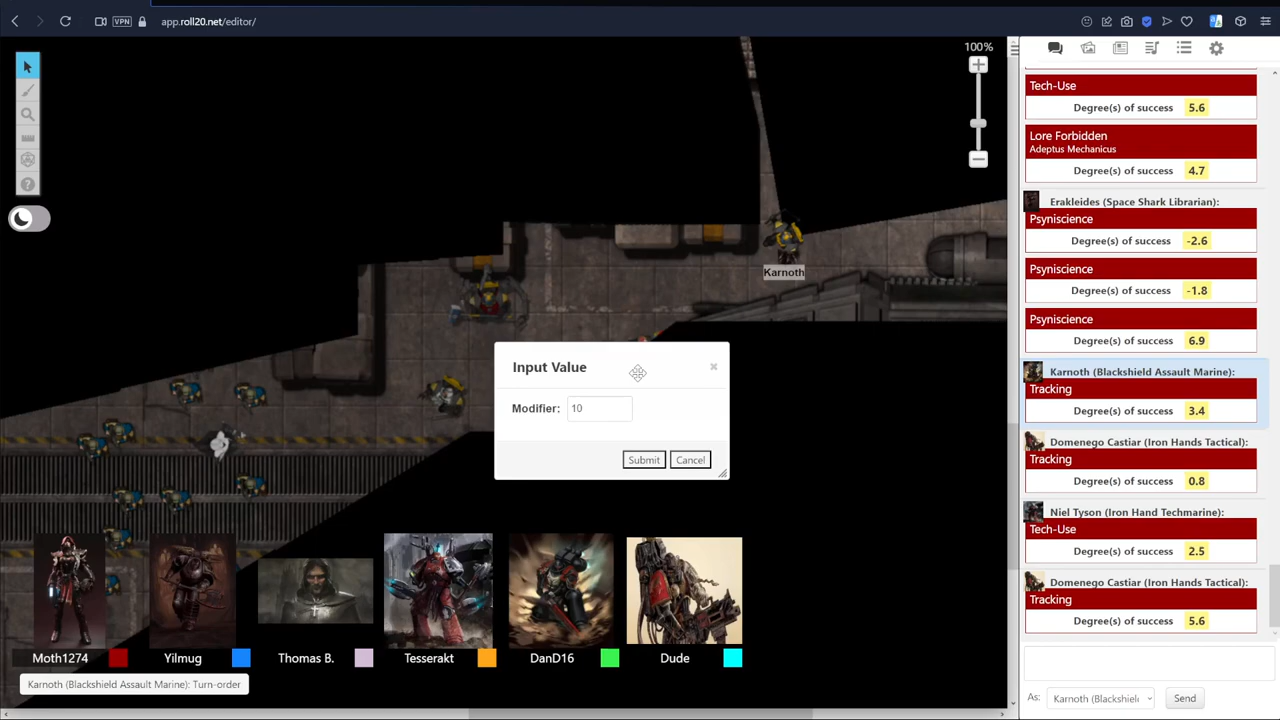 VPN
app.roll20.net/editor/
100%
Karnoth
Input Value
Modifier:
10
Submit
Cancel
Moth1274
Yilmug
Thomas B.
Tesserakt
DanD16
Dude
Karnoth (Blackshield Assault Marine): Turn-order
Tech-Use
Degree(s) of success 5.6
Lore Forbidden
Adeptus Mechanicus
Degree(s) of success 4.7
Erakleides (Space Shark Librarian):
Psyniscience
Degree(s) of success -2.6
Psyniscience
Degree(s) of success -1.8
Psyniscience
Degree(s) of success 6.9
Karnoth (Blackshield Assault Marine):
Tracking
Degree(s) of success 3.4
Domenego Castiar (Iron Hands Tactical):
Tracking
Degree(s) of success 0.8
Niel Tyson (Iron Hand Techmarine):
Tech-Use
Degree(s) of success 2.5
Domenego Castiar (Iron Hands Tactical):
Tracking
Degree(s) of success 5.6
As:
Karnoth (Blackshiel
Send